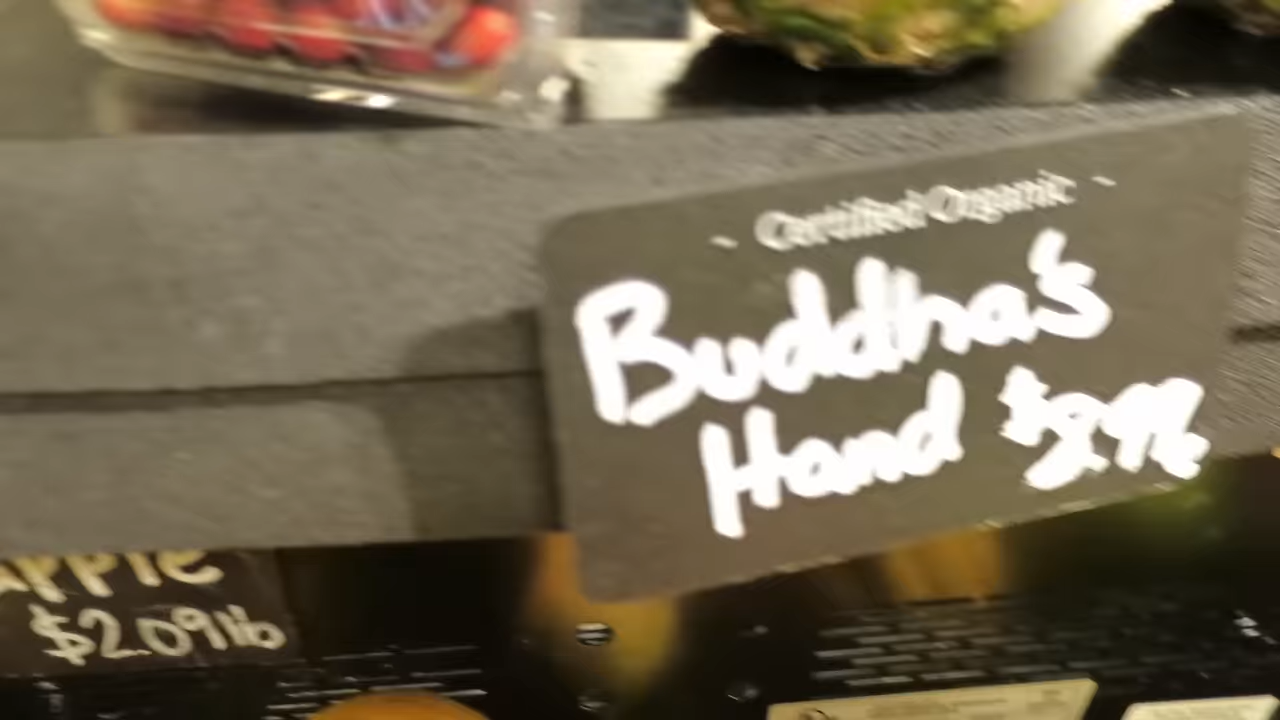 ~ Certified Organic ~
Buddha's
Hand
$2.09lb